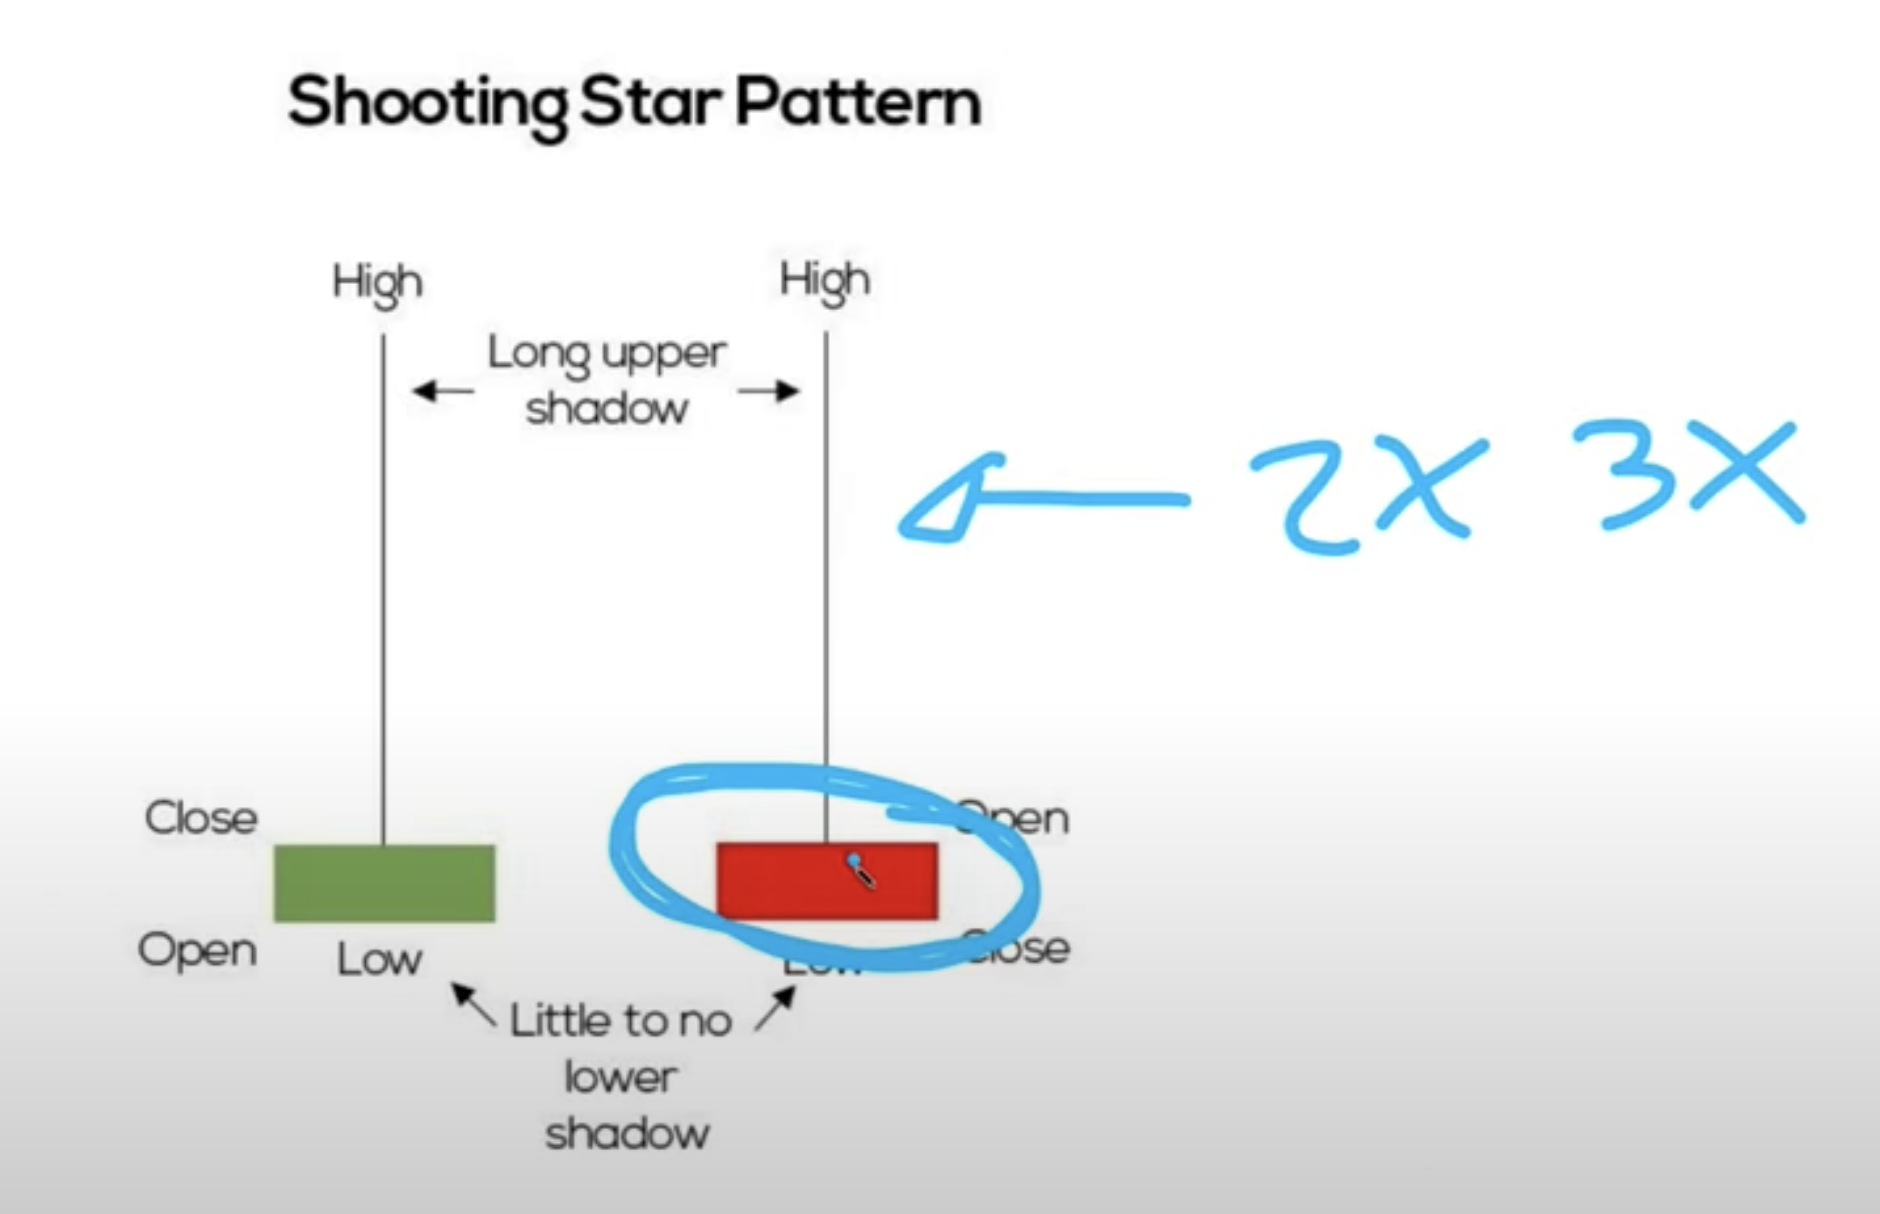 Shooting Star Pattern
High High
Long upper
shadow
2X 3X
Close Open
Open Low Low Close
Little to no
lower
shadow